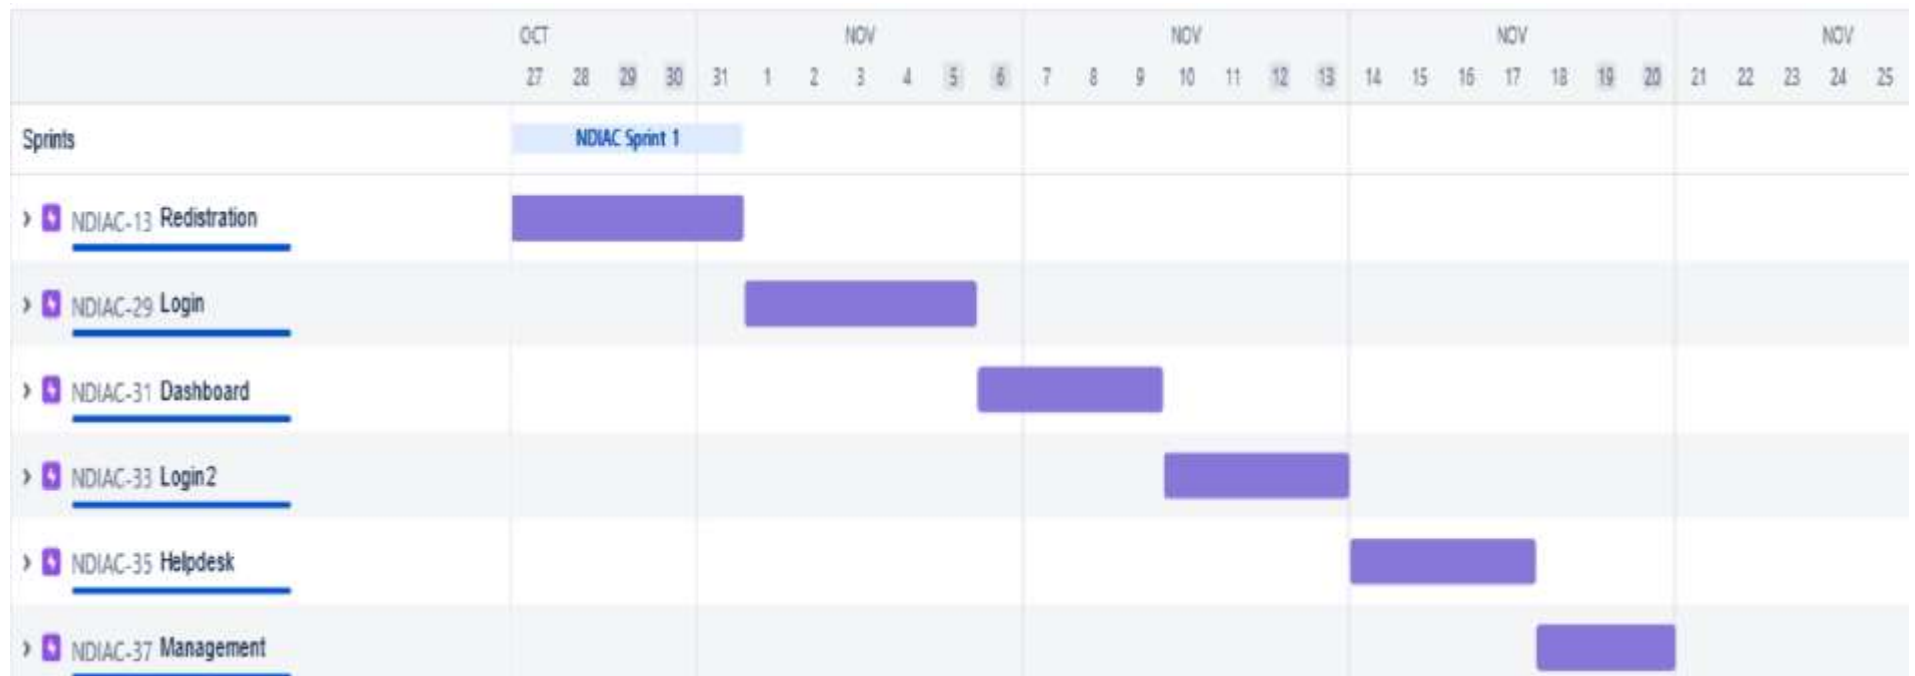 OCT NOV NOV NOV NOV
27 28 29 30 31 1 2 3 4 5 6 7 8 9 10 11 12 13 14 15 16 17 18 19 20 21 22 23 24 25
Sprints NDIAC Sprint 1
NDIAC-13 Redistration
NDIAC-29 Login
NDIAC-31 Dashboard
NDIAC-33 Login2
NDIAC-35 Helpdesk
NDIAC-37 Management